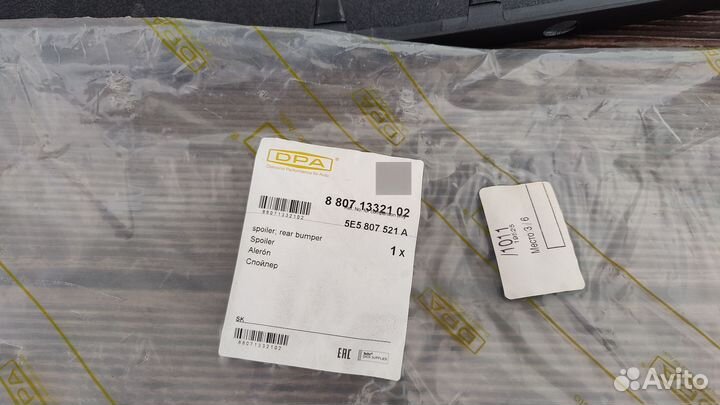 DPA
8 807 13321 02
88071332102
5E5 807 521 A
spoiler, rear bumper
1 x
Spoiler
Alerón
Спойлер
SK
88071332102
EAC
/1011
Место 3 / 6
Avito